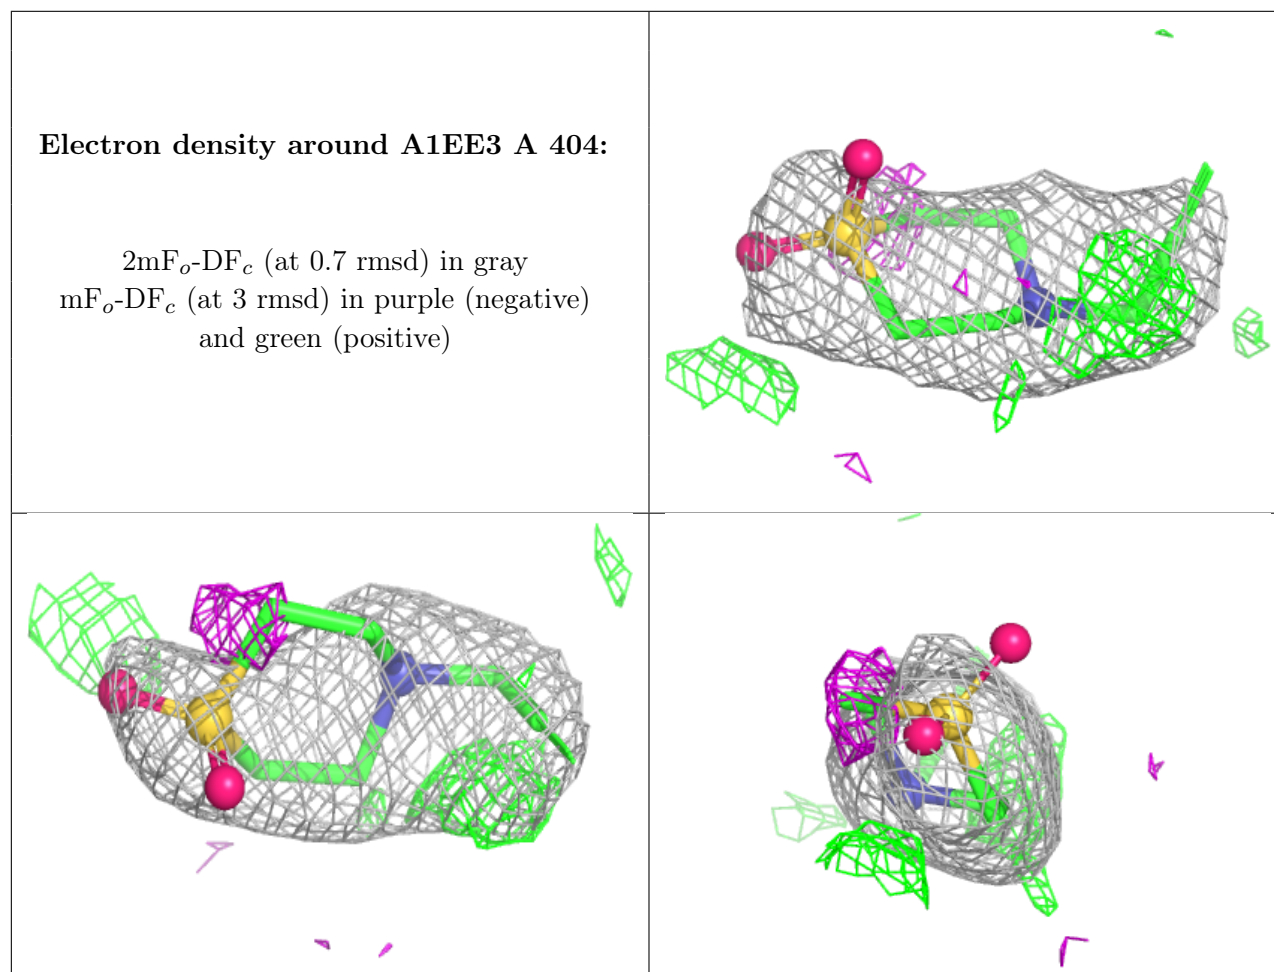 Electron density around A1EE3 A 404:
2mFo-DFc (at 0.7 rmsd) in gray
mFo-DFc (at 3 rmsd) in purple (negative)
and green (positive)